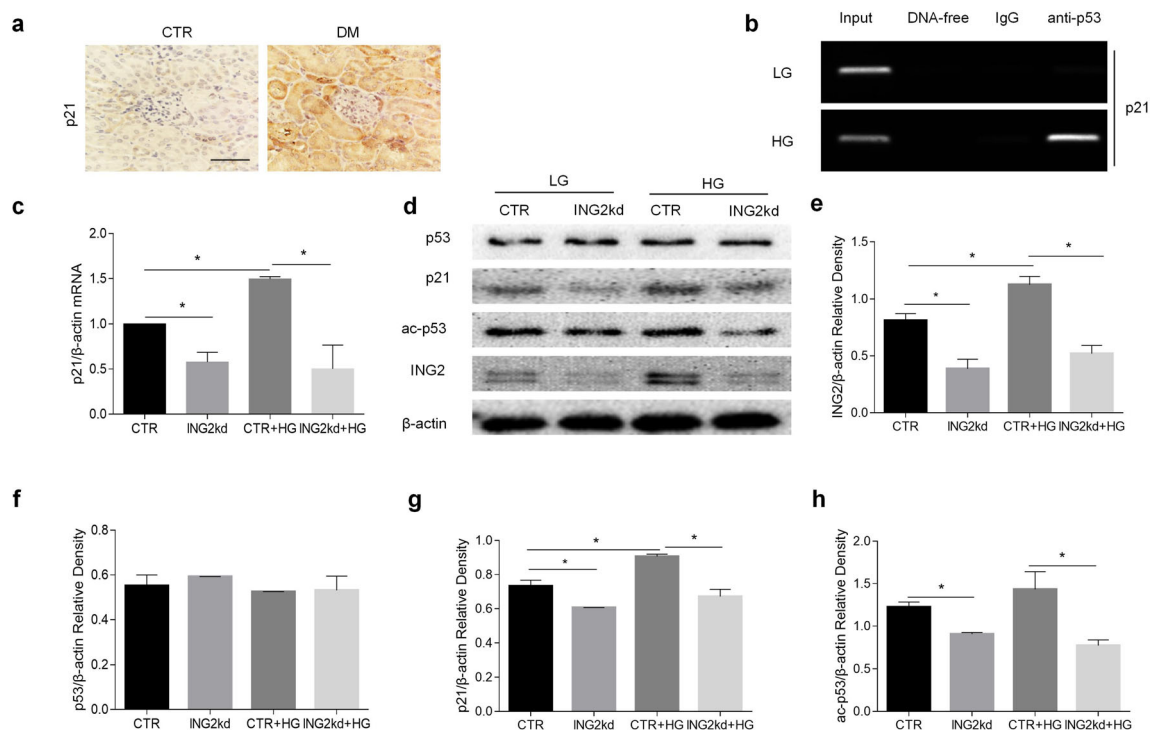 a
CTR
DM
p21
b
Input DNA-free IgG anti-p53
LG
HG
p21
c
p21/β-actin mRNA
2.0
1.5
1.0
0.5
0.0
*
*
*
CTR ING2kd CTR+HG ING2kd+HG
d
LG HG
CTR ING2kd CTR ING2kd
p53
p21
ac-p53
ING2
β-actin
e
ING2/β-actin Relative Density
1.5
1.0
0.5
0.0
*
*
*
CTR ING2kd CTR+HG ING2kd+HG
f
p53/β-actin Relative Density
0.8
0.6
0.4
0.2
0.0
CTR ING2kd CTR+HG ING2kd+HG
g
p21/β-actin Relative Density
1.0
0.8
0.6
0.4
0.2
0.0
*
*
*
CTR ING2kd CTR+HG ING2kd+HG
h
ac-p53/β-actin Relative Density
2.0
1.5
1.0
0.5
0.0
*
*
CTR ING2kd CTR+HG ING2kd+HG